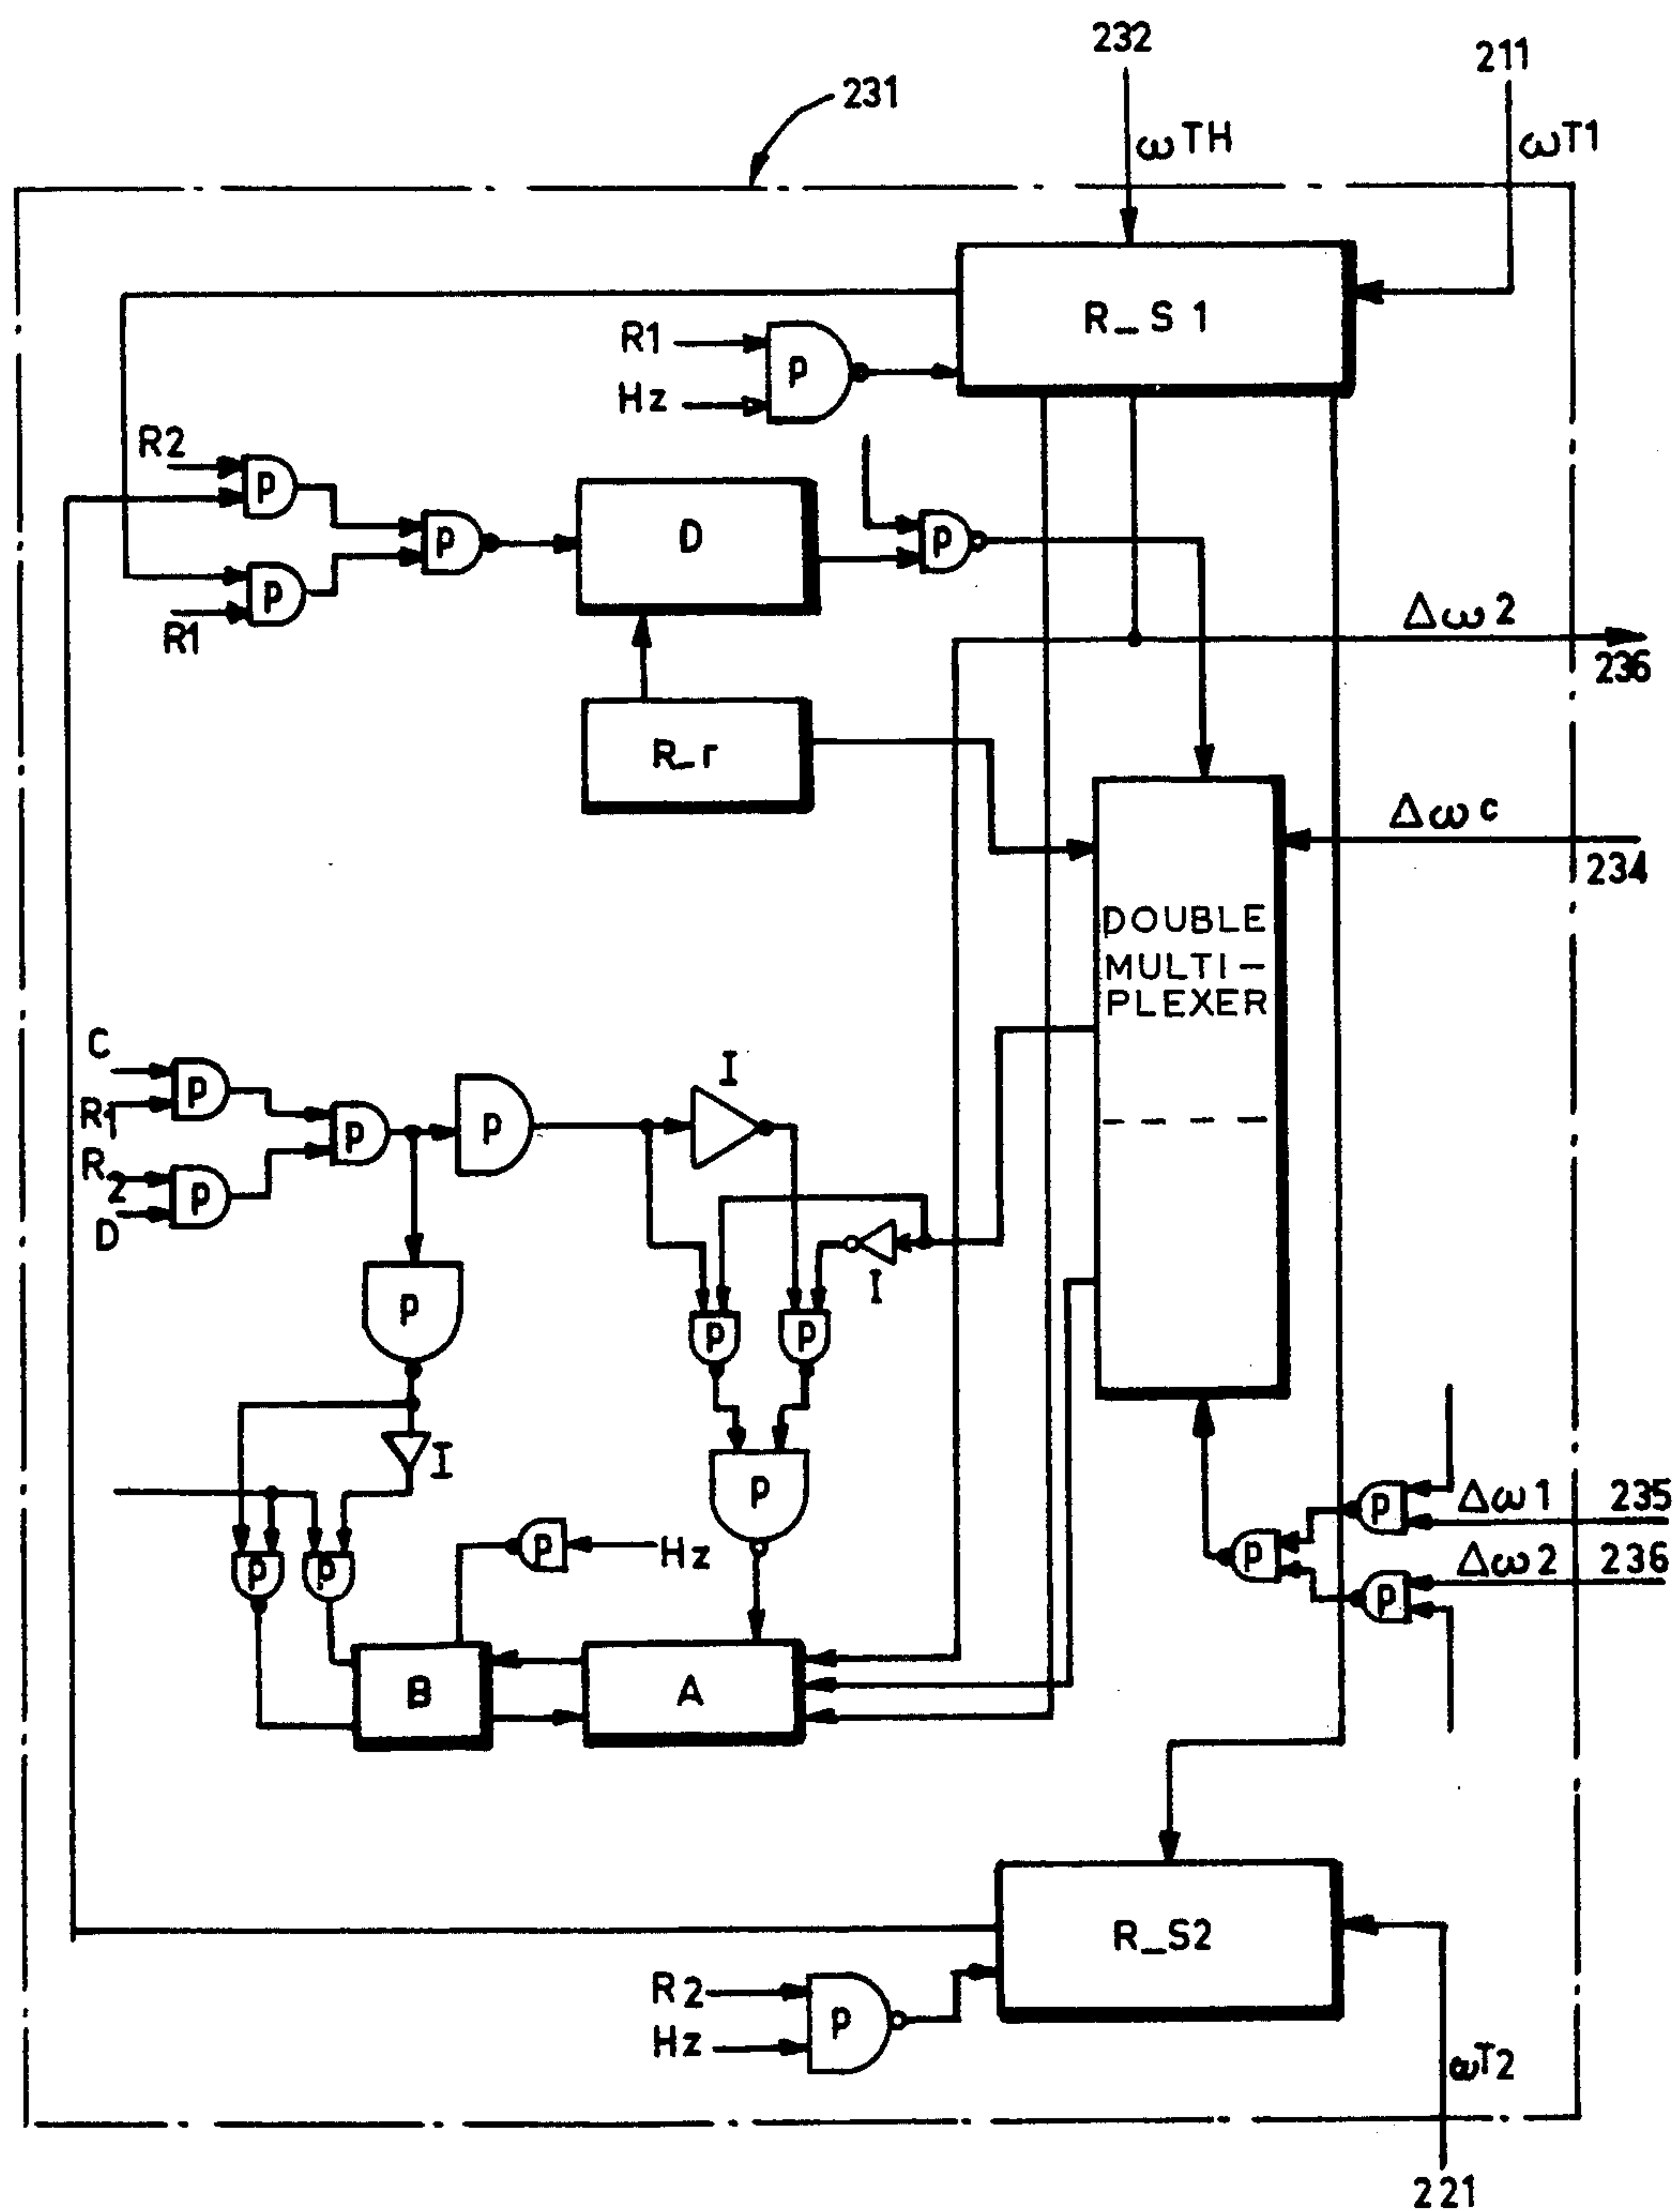 232
211
231
ωTH
ωT1
R_S 1
R1
P
Hz
R2
P
D
P
P
P
R1
Δω2
236
R_r
Δωc
234
DOUBLE
MULTI-
PLEXER
C
P
R1
P
P
I
R2
P
D
I
P
P
P
I
P
Δω1 235
P
P
Hz
P
Δω2 236
P
P
P
B
A
R_S2
R2
P
Hz
ωT2
221